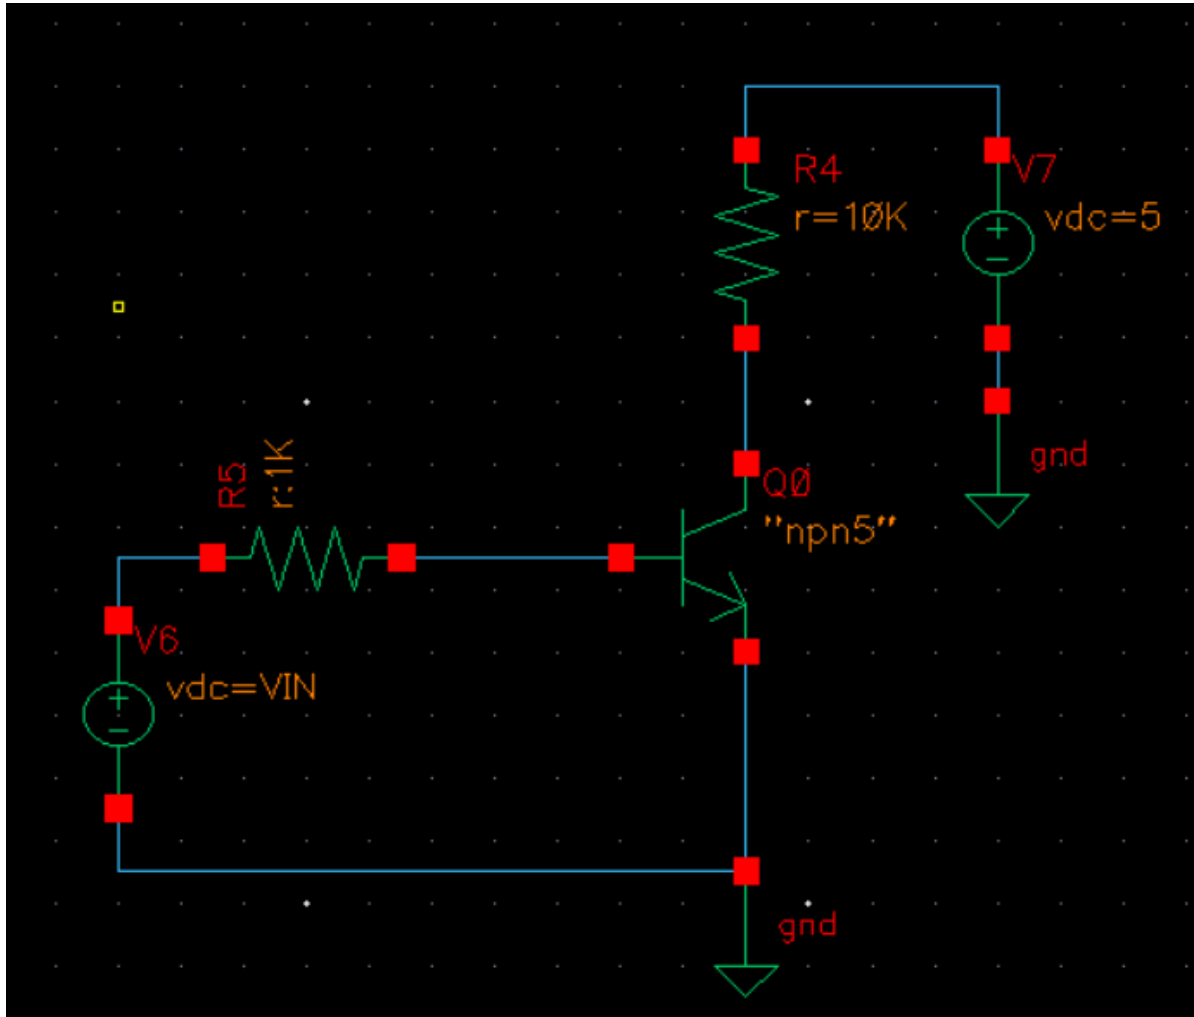 R4
r=10K
V7
vdc=5
R5
r:1K
Q0
"npn5"
gnd
V6
vdc=VIN
gnd